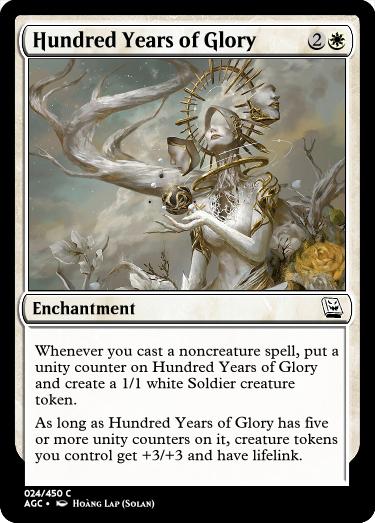 Hundred Years of Glory 2
Enchantment
Whenever you cast a noncreature spell, put a
unity counter on Hundred Years of Glory
and create a 1/1 white Soldier creature
token.
As long as Hundred Years of Glory has five
or more unity counters on it, creature tokens
you control get +3/+3 and have lifelink.
024/450 C
AGC • Hoàng Lap (Solan)